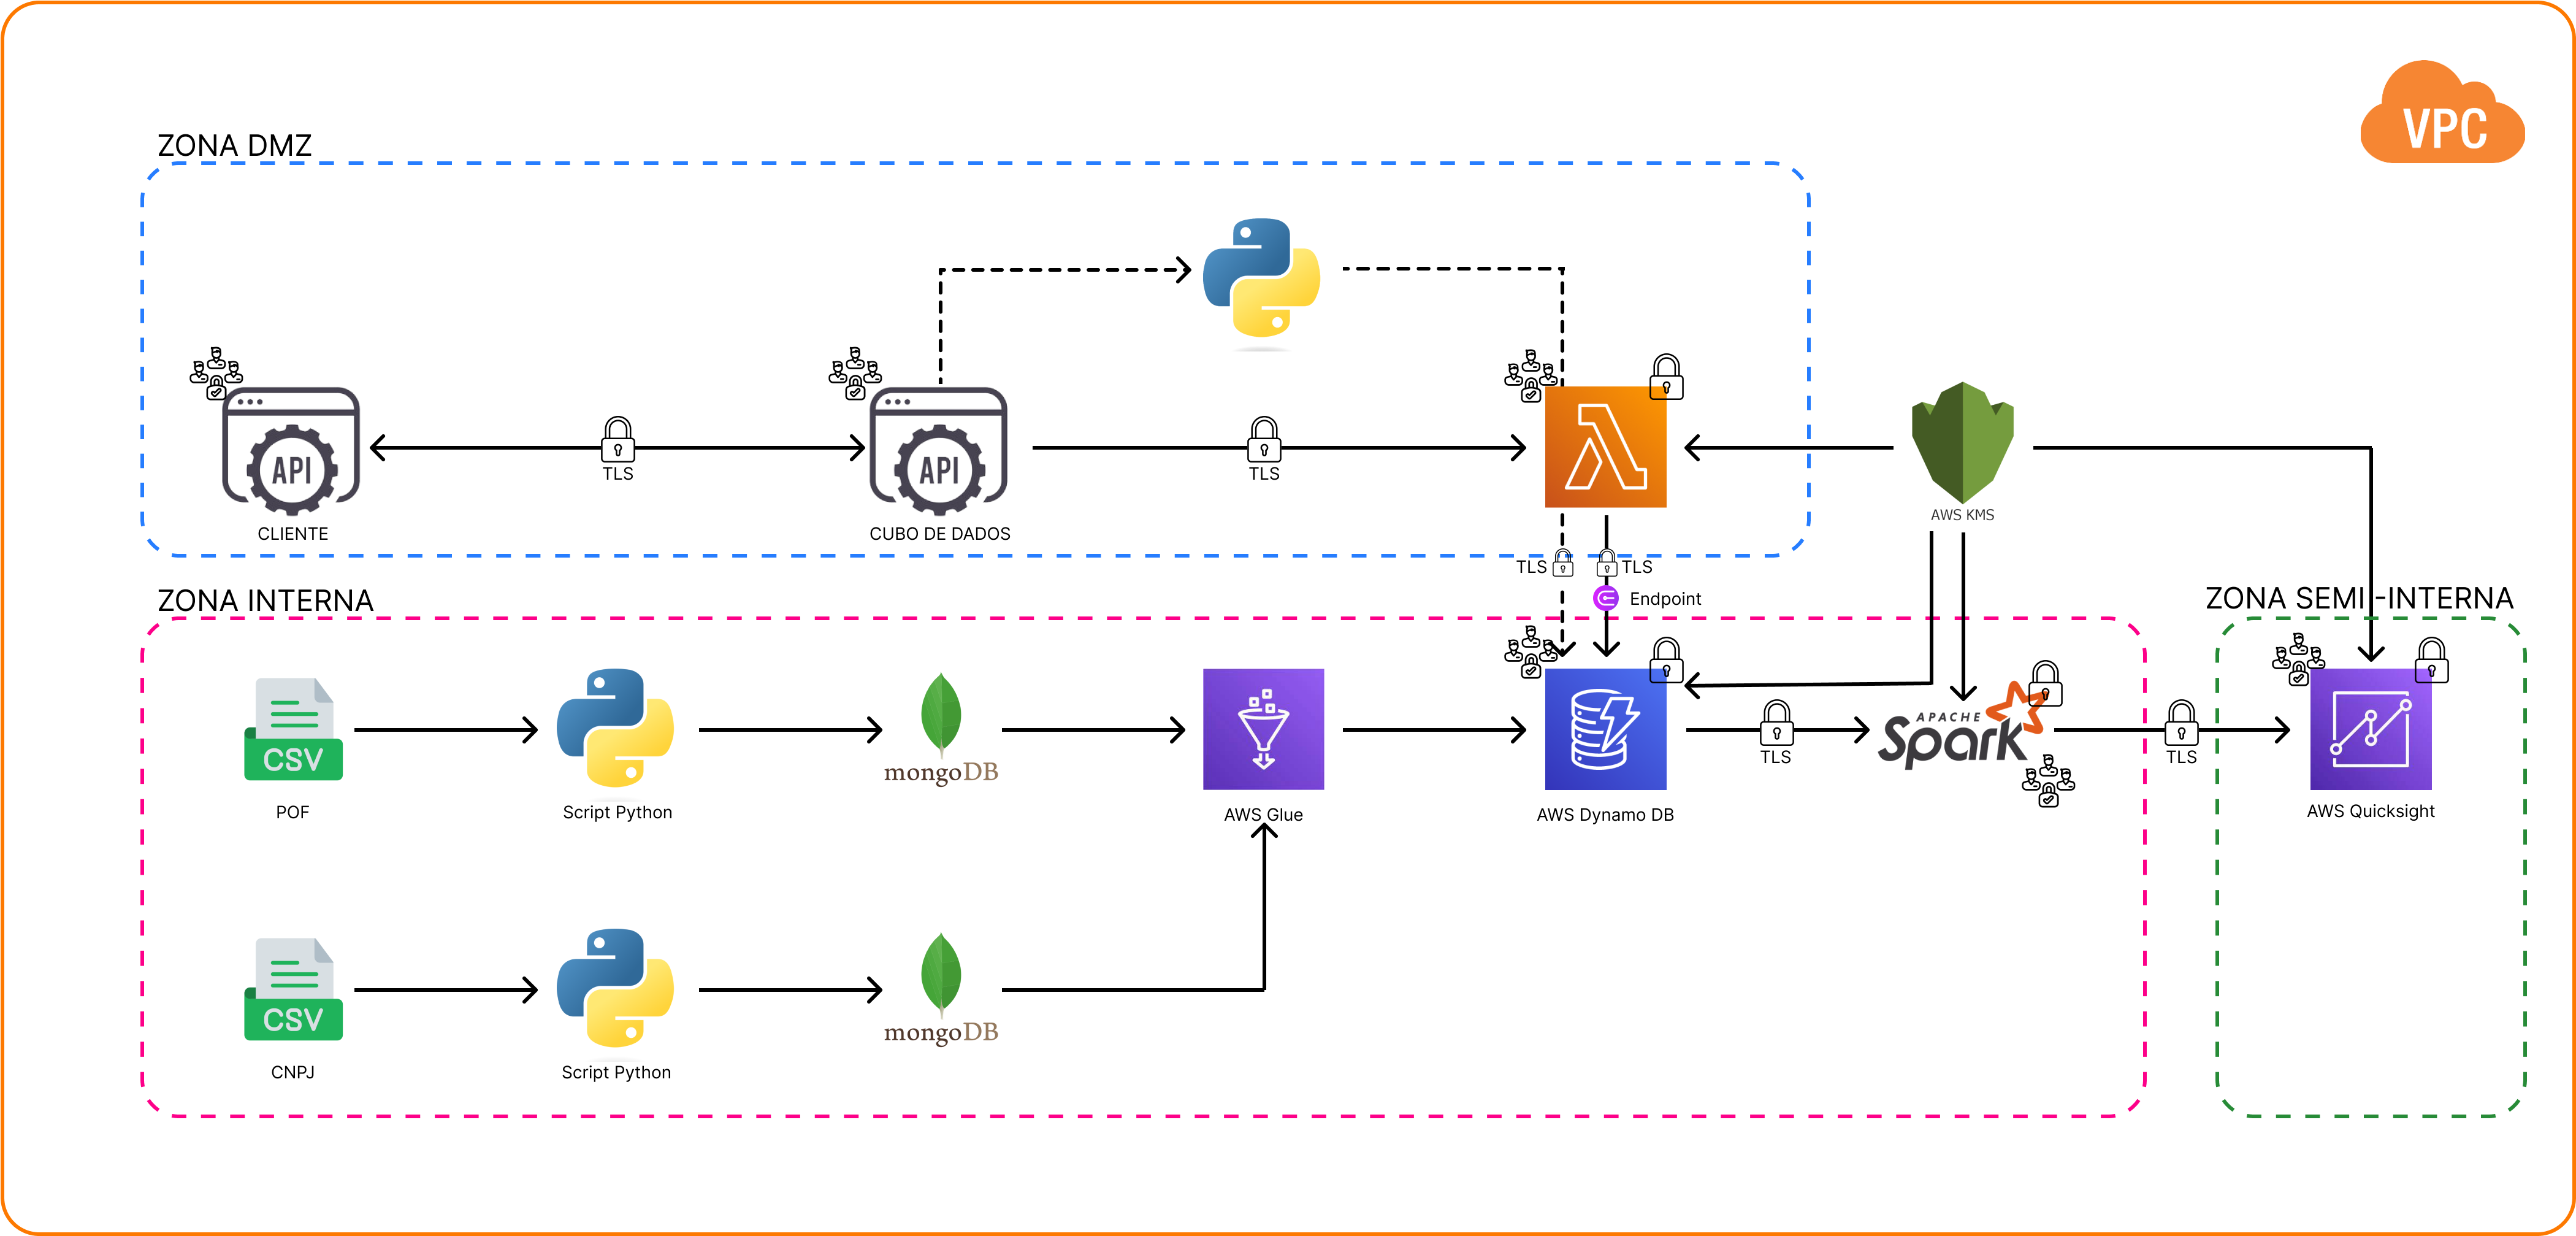 VPC
ZONA DMZ
API
CLIENTE
TLS
API
CUBO DE DADOS
TLS
AWS KMS
TLS
TLS
Endpoint
ZONA INTERNA
ZONA SEMI-INTERNA
CSV
POF
Script Python
mongoDB
AWS Glue
AWS Dynamo DB
TLS
APACHE
Spark
TLS
AWS Quicksight
CSV
CNPJ
Script Python
mongoDB